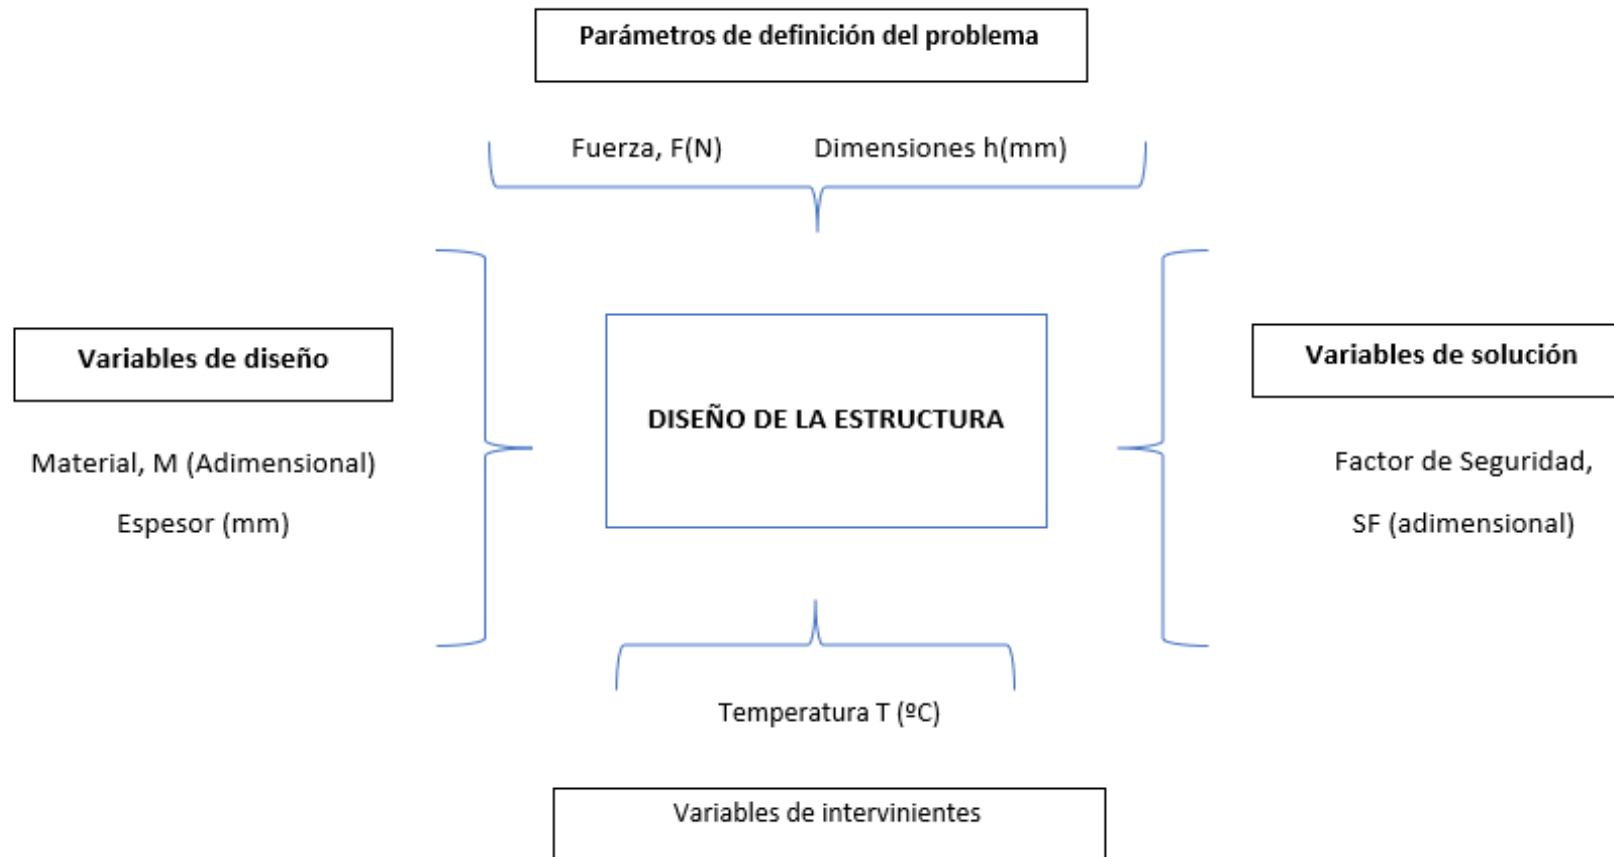 Parámetros de definición del problema
Fuerza, F(N) Dimensiones h(mm)
Variables de diseño
Material, M (Adimensional)
Espesor (mm)
DISEÑO DE LA ESTRUCTURA
Variables de solución
Factor de Seguridad,
SF (adimensional)
Temperatura T (ºC)
Variables de intervinientes